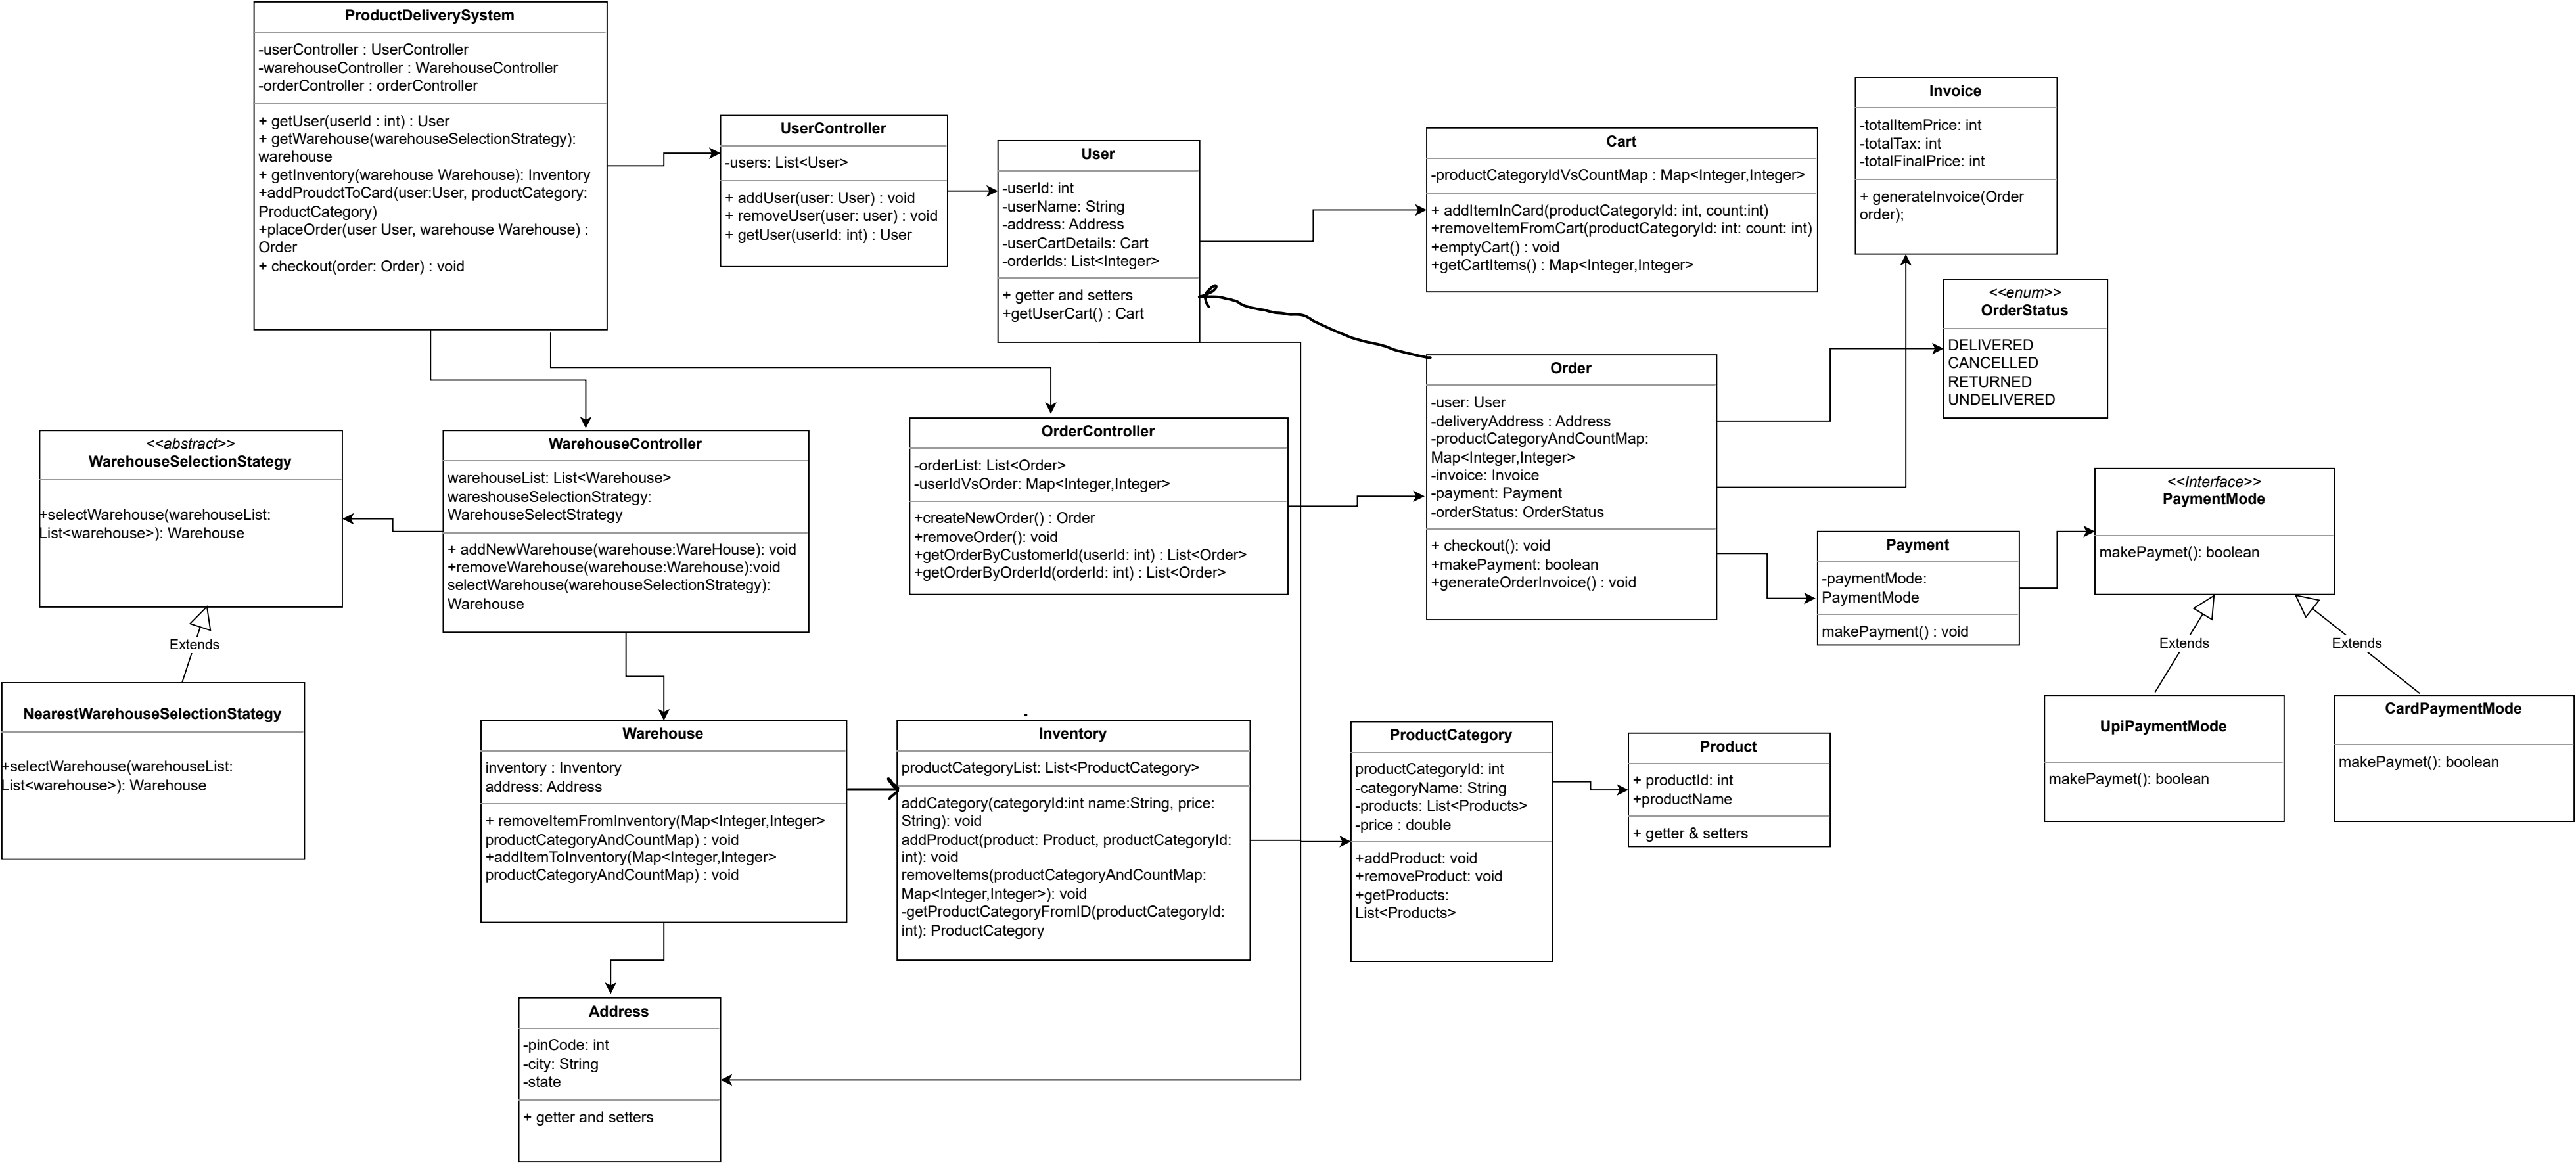 ProductDeliverySystem
-userController : UserController
-warehouseController : WarehouseController
-orderController : orderController
+ getUser(userId : int) : User
+ getWarehouse(warehouseSelectionStrategy):
warehouse
+ getInventory(warehouse Warehouse): Inventory
+addProudctToCard(user:User, productCategory:
ProductCategory)
+placeOrder(user User, warehouse Warehouse) :
Order
+ checkout(order: Order) : void
UserController
-users: List<User>
+ addUser(user: User) : void
+ removeUser(user: user) : void
+ getUser(userId: int) : User
User
-userId: int
-userName: String
-address: Address
-userCartDetails: Cart
-orderIds: List<Integer>
+ getter and setters
+getUserCart() : Cart
Cart
-productCategoryIdVsCountMap : Map<Integer,Integer>
+ addItemInCard(productCategoryId: int, count:int)
+removeItemFromCart(productCategoryId: int: count: int)
+emptyCart() : void
+getCartItems() : Map<Integer,Integer>
Invoice
-totalItemPrice: int
-totalTax: int
-totalFinalPrice: int
+ generateInvoice(Order
order);
<<enum>>
OrderStatus
DELIVERED
CANCELLED
RETURNED
UNDELIVERED
<<abstract>>
WarehouseSelectionStategy
+selectWarehouse(warehouseList:
List<warehouse>): Warehouse
Extends
NearestWarehouseSelectionStategy
+selectWarehouse(warehouseList:
List<warehouse>): Warehouse
WarehouseController
warehouseList: List<Warehouse>
wareshouseSelectionStrategy:
WarehouseSelectStrategy
+ addNewWarehouse(warehouse:WareHouse): void
+removeWarehouse(warehouse:Warehouse):void
selectWarehouse(warehouseSelectionStrategy):
Warehouse
OrderController
-orderList: List<Order>
-userIdVsOrder: Map<Integer,Integer>
+createNewOrder() : Order
+removeOrder(): void
+getOrderByCustomerId(userId: int) : List<Order>
+getOrderByOrderId(orderId: int) : List<Order>
Order
-user: User
-deliveryAddress : Address
-productCategoryAndCountMap:
Map<Integer,Integer>
-invoice: Invoice
-payment: Payment
-orderStatus: OrderStatus
+ checkout(): void
+makePayment: boolean
+generateOrderInvoice() : void
Payment
-paymentMode:
PaymentMode
makePayment() : void
<<Interface>>
PaymentMode
makePaymet(): boolean
Extends
Extends
UpiPaymentMode
makePaymet(): boolean
CardPaymentMode
makePaymet(): boolean
Warehouse
inventory : Inventory
address: Address
+ removeItemFromInventory(Map<Integer,Integer>
productCategoryAndCountMap) : void
+addItemToInventory(Map<Integer,Integer>
productCategoryAndCountMap) : void
Inventory
productCategoryList: List<ProductCategory>
addCategory(categoryId:int name:String, price:
String): void
addProduct(product: Product, productCategoryId:
int): void
removeItems(productCategoryAndCountMap:
Map<Integer,Integer>): void
-getProductCategoryFromID(productCategoryId:
int): ProductCategory
ProductCategory
productCategoryId: int
-categoryName: String
-products: List<Products>
-price : double
+addProduct: void
+removeProduct: void
+getProducts:
List<Products>
Product
+ productId: int
+productName
+ getter & setters
Address
-pinCode: int
-city: String
-state
+ getter and setters